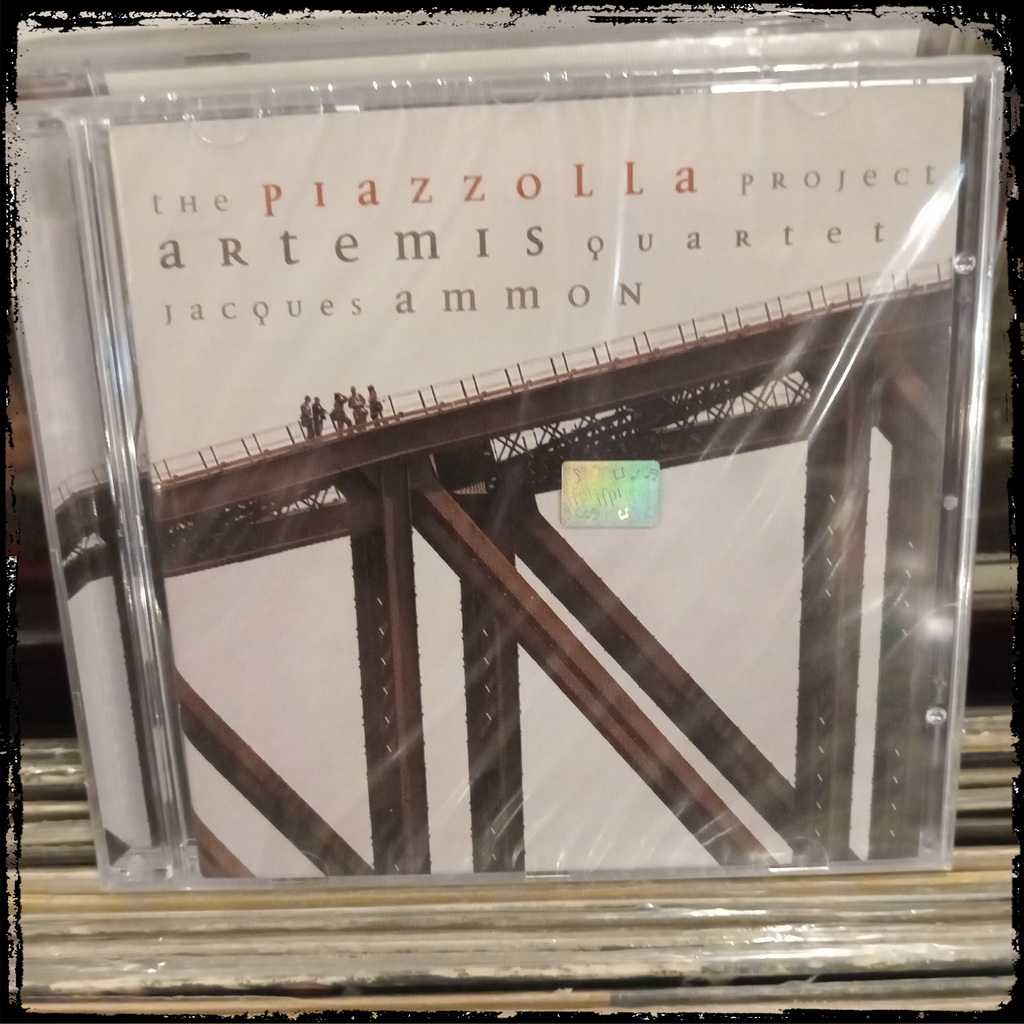 tHe PIazzoLLa PROJect
aRtemIS QUaRtet
Jacques ammoN